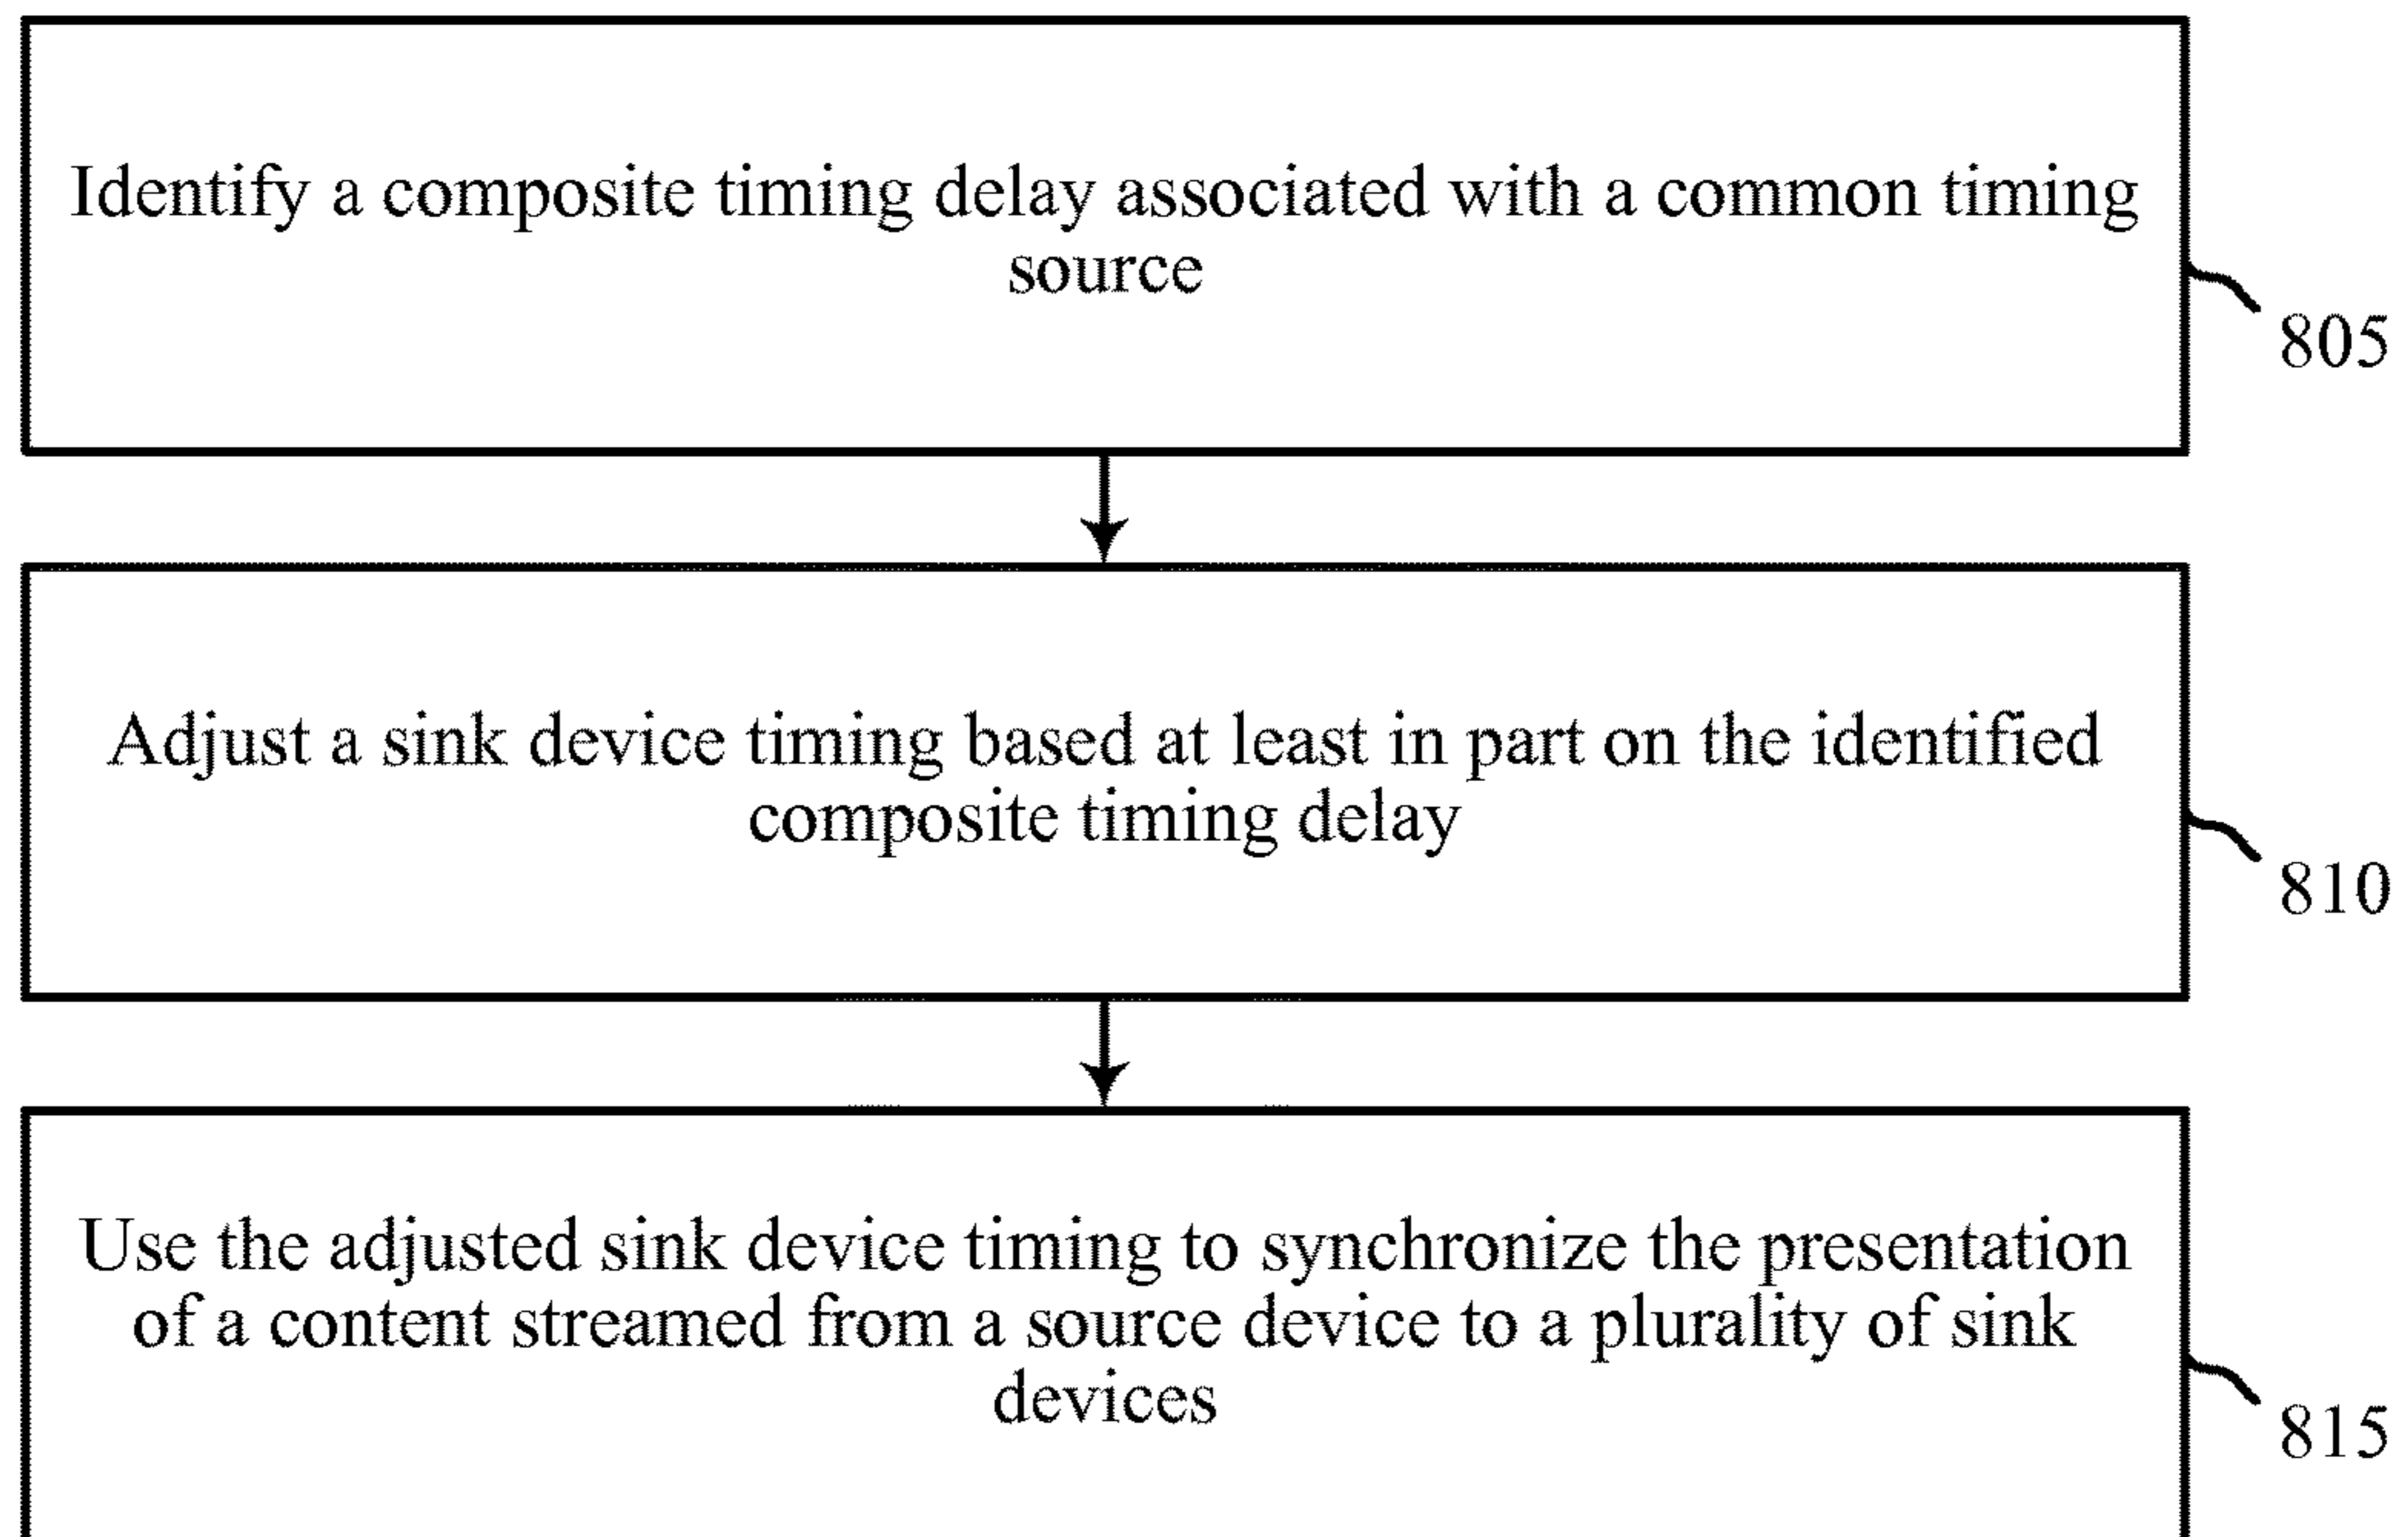 Identify a composite timing delay associated with a common timing
source
805
Adjust a sink device timing based at least in part on the identified
composite timing delay
810
Use the adjusted sink device timing to synchronize the presentation
of a content streamed from a source device to a plurality of sink
devices
815